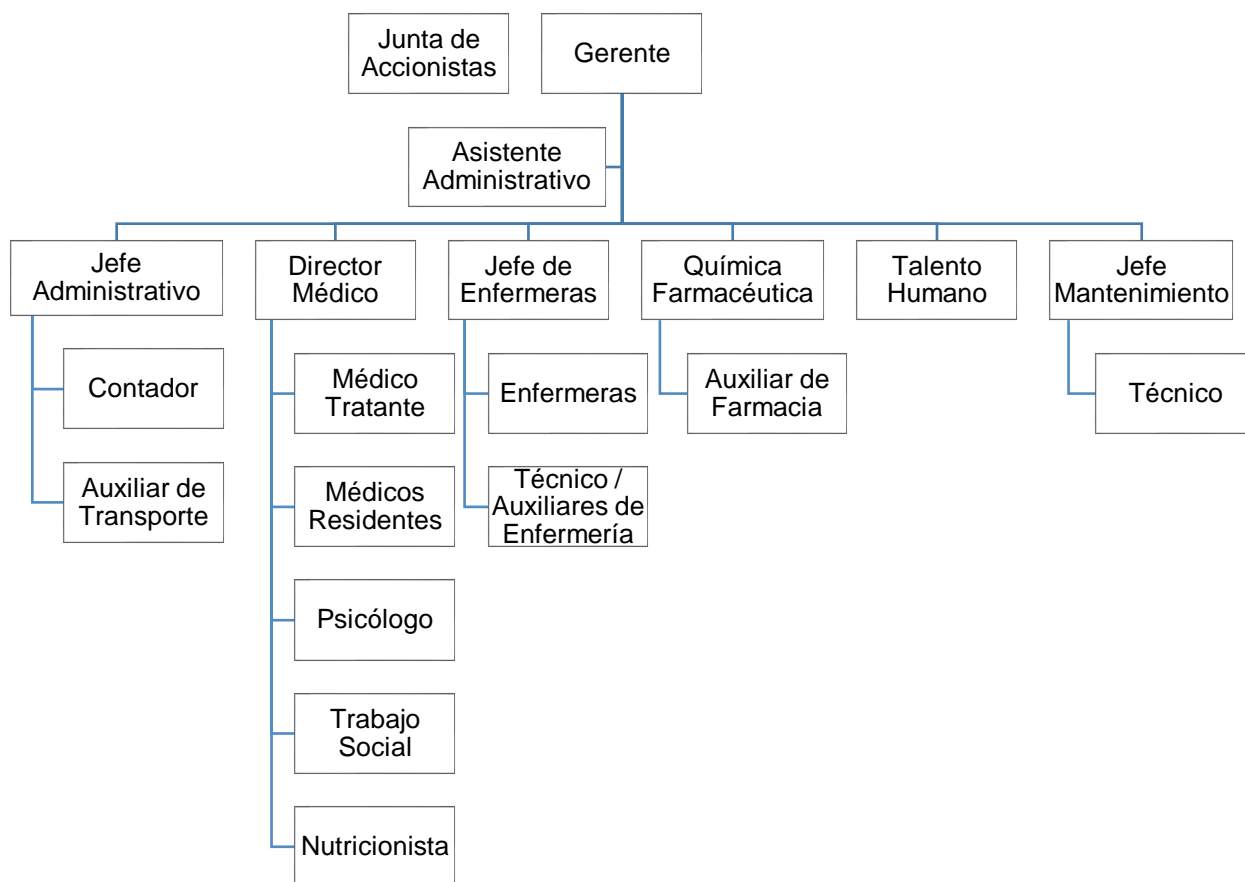 Junta de
Accionistas
Gerente
Asistente
Administrativo
Jefe
Administrativo
Director
Médico
Jefe de
Enfermeras
Química
Farmacéutica
Talento
Humano
Jefe
Mantenimiento
Contador
Auxiliar de
Transporte
Médico
Tratante
Médicos
Residentes
Psicólogo
Trabajo
Social
Nutricionista
Enfermeras
Técnico /
Auxiliares de
Enfermería
Auxiliar de
Farmacia
Técnico